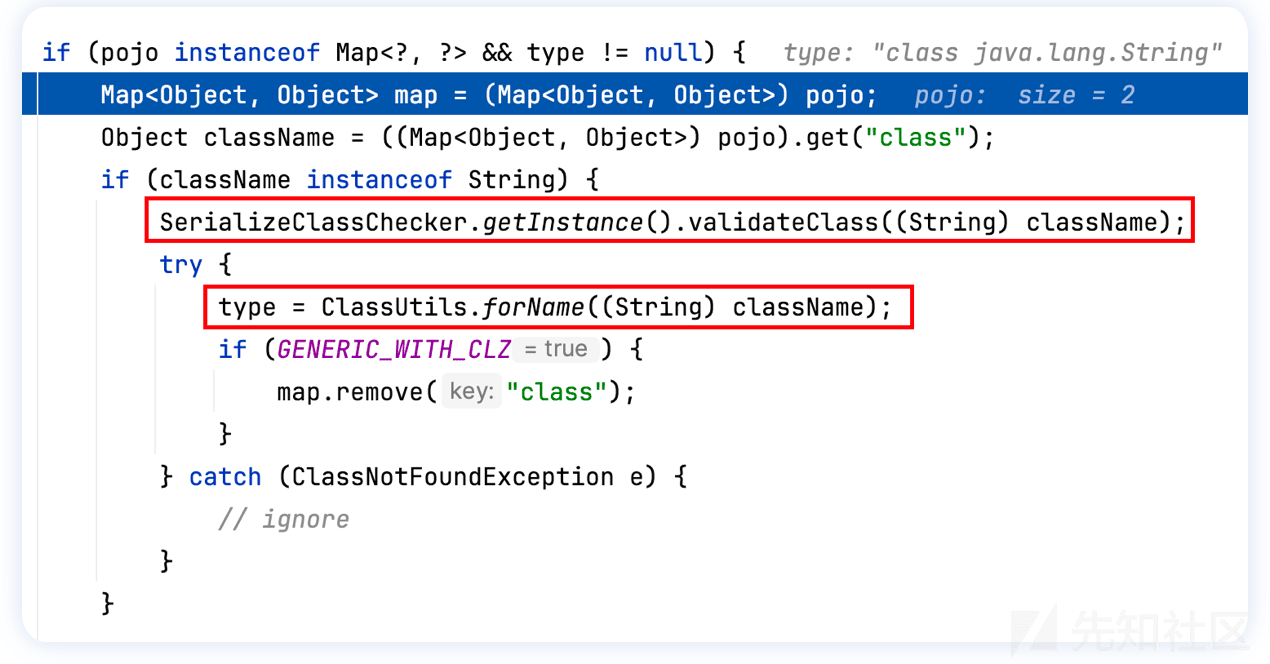 if (pojo instanceof Map<?, ?> && type != null) { type: "class java.lang.String"
Map<Object, Object> map = (Map<Object, Object>) pojo; pojo: size = 2
Object className = ((Map<Object, Object>) pojo).get("class");
if (className instanceof String) {
SerializeClassChecker.getInstance().validateClass((String) className);
try {
type = ClassUtils.forName((String) className);
if (GENERIC_WITH_CLZ = true ) {
map.remove( key: "class");
}
} catch (ClassNotFoundException e) {
// ignore
}
}
先知社区